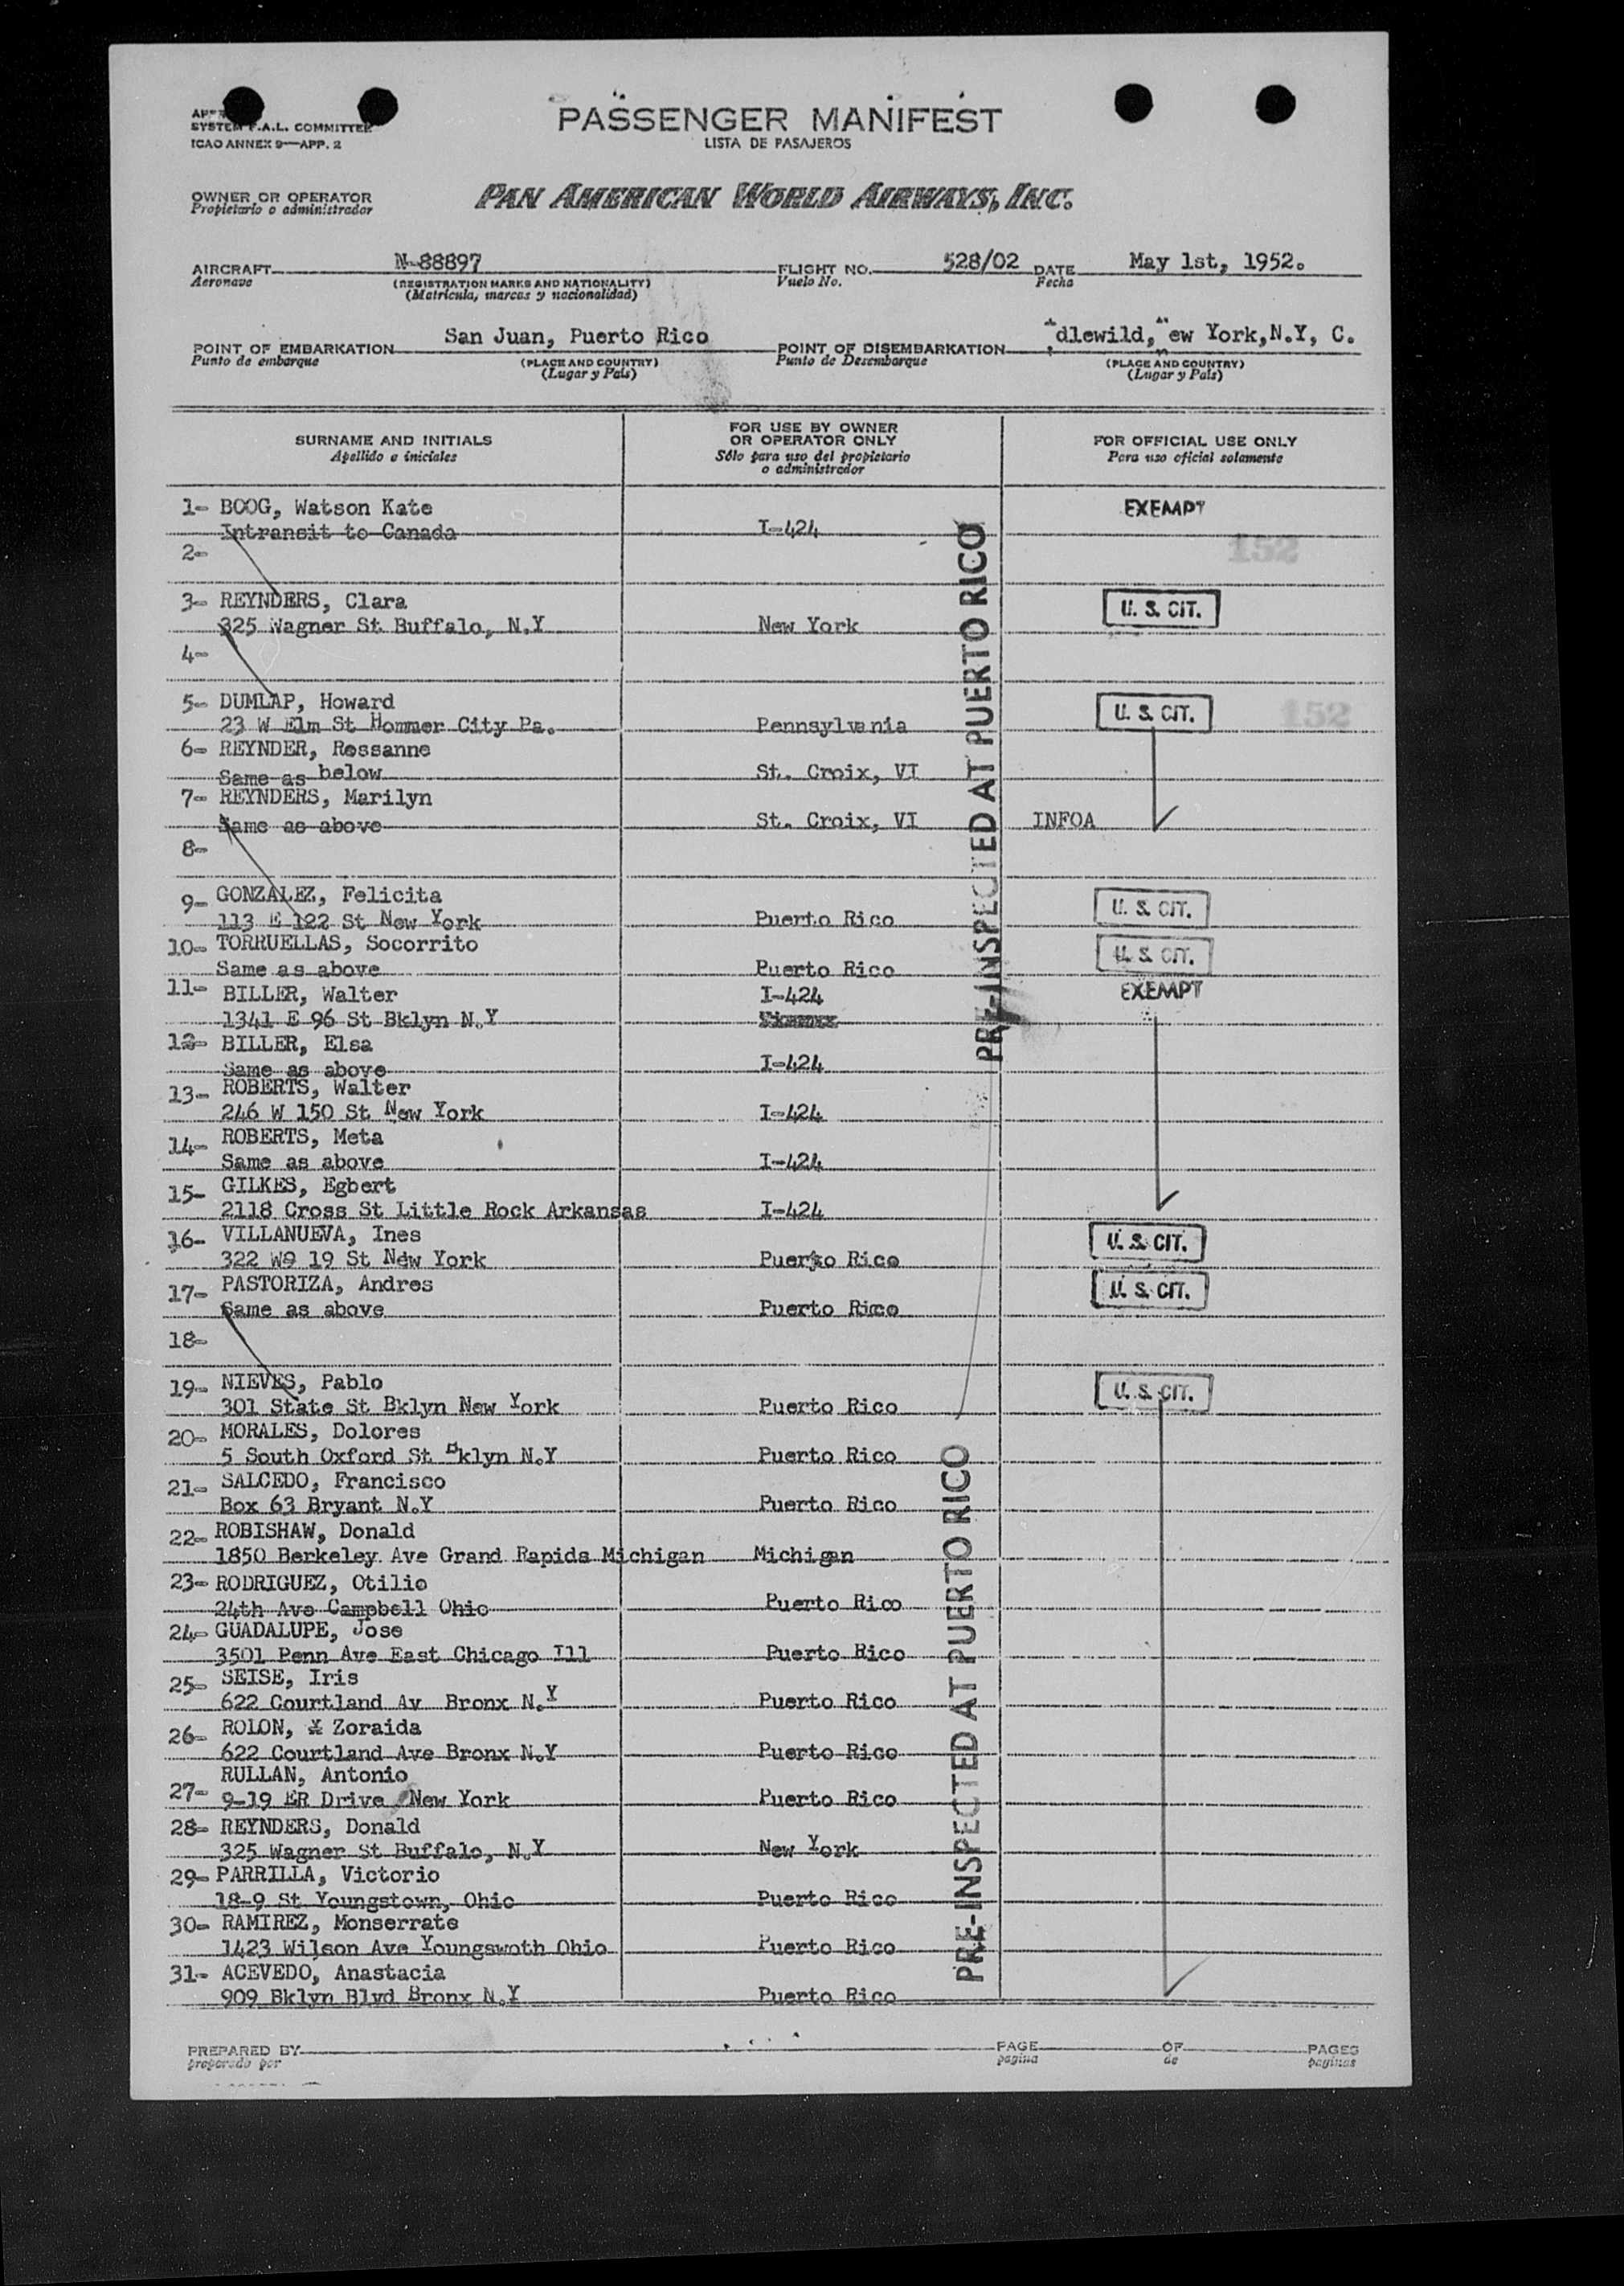 SYSTEM F.A.L. COMMITTEE
ICAO ANNEX 9—APP. 2
PASSENGER MANIFEST
LISTA DE PASAJEROS
OWNER OR OPERATOR
Propietario o administrador
PAN AMERICAN WORLD AIRWAYS, INC.
AIRCRAFT N-88897 FLIGHT NO. 528/02 DATE May 1st, 1952.
Aeronave (REGISTRATION MARKS AND NATIONALITY) Vuelo No. Fecha
(Matrícula, marcas y nacionalidad)
POINT OF EMBARKATION San Juan, Puerto Rico POINT OF DISEMBARKATION dlewild, ew York,N.Y, C.
Punto de embarque (PLACE AND COUNTRY) Punto de Desembarque (PLACE AND COUNTRY)
(Lugar y País) (Lugar y País)
SURNAME AND INITIALS FOR USE BY OWNER OR OPERATOR ONLY FOR OFFICIAL USE ONLY
Apellido e iniciales Sólo para uso del propietario o administrador Para uso oficial solamente
1- BOOG, Watson Kate EXEMPT
Intransit to Canada I-424
2- 152
3- REYNDERS, Clara U. S. CIT.
325 Wagner St Buffalo, N.Y New York
4-
5- DUMLAP, Howard U. S. CIT. 152
23 W Elm St Hommer City Pa. Pennsylvania
6- REYNDER, Rossanne
Same as below St. Croix, VI
7- REYNDERS, Marilyn
Same as above St. Croix, VI INFOA
8-
9- GONZALEZ, Felicita U. S. CIT.
113 E 122 St New York Puerto Rico
10- TORRUELLAS, Socorrito U. S. CIT.
Same as above Puerto Rico
11- BILLER, Walter I-424 EXEMPT
1341 E 96 St Bklyn N.Y
12- BILLER, Elsa
Same as above I-424
13- ROBERTS, Walter
246 W 150 St New York I-424
14- ROBERTS, Meta
Same as above I-424
15- GILKES, Egbert
2118 Cross St Little Rock Arkansas I-424
16- VILLANUEVA, Ines U. S. CIT.
322 W 19 St New York Puerto Rico
17- PASTORIZA, Andres U. S. CIT.
Same as above Puerto Rico
18-
19- NIEVES, Pablo U. S. CIT.
301 State St Bklyn New York Puerto Rico
20- MORALES, Dolores
5 South Oxford St Bklyn N.Y Puerto Rico
21- SALCEDO, Francisco
Box 63 Bryant N.Y Puerto Rico
22- ROBISHAW, Donald
1850 Berkeley Ave Grand Rapids Michigan Michigan
23- RODRIGUEZ, Otilio
24th Ave Campbell Ohio Puerto Rico
24- GUADALUPE, Jose
3501 Penn Ave East Chicago Ill Puerto Rico
25- SEISE, Iris
622 Courtland Av Bronx N.Y Puerto Rico
26- ROLON, Zoraida
622 Courtland Ave Bronx N.Y Puerto Rico
27- RULLAN, Antonio
9-19 ER Drive New York Puerto Rico
28- REYNDERS, Donald
325 Wagner St Buffalo, N.Y New York
29- PARRILLA, Victorio
18-9 St Youngstown, Ohio Puerto Rico
30- RAMIREZ, Monserrate
1423 Wilson Ave Youngswoth Ohio Puerto Rico
31- ACEVEDO, Anastacia
909 Bklyn Blvd Bronx N.Y Puerto Rico
PRE-INSPECTED AT PUERTO RICO
PRE-INSPECTED AT PUERTO RICO
PREPARED BY PAGE OF PAGES
preparado por pagina de paginas